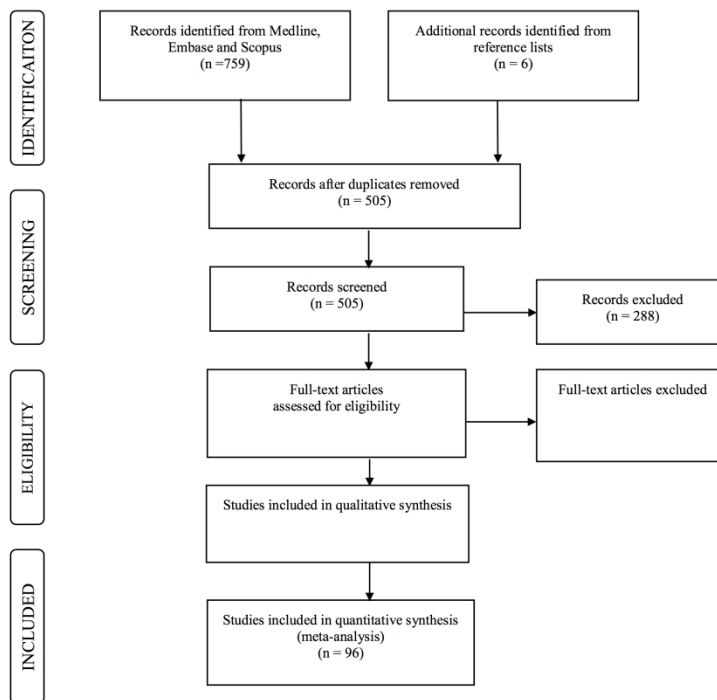 IDENTIFICAITON
Records identified from Medline,
Embase and Scopus
(n =759)
Additional records identified from
reference lists
(n = 6)
Records after duplicates removed
(n = 505)
SCREENING
Records screened
(n = 505)
Records excluded
(n = 288)
ELIGIBILITY
Full-text articles
assessed for eligibility
Full-text articles excluded
Studies included in qualitative synthesis
INCLUDED
Studies included in quantitative synthesis
(meta-analysis)
(n = 96)